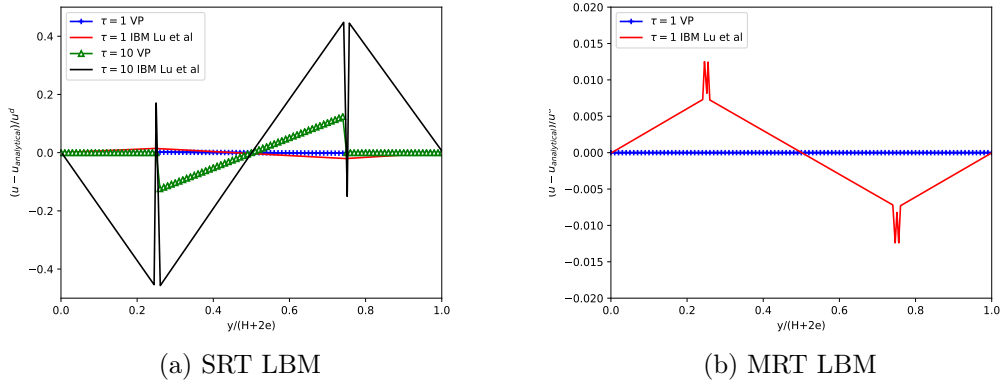 τ = 1 VP
τ = 1 IBM Lu et al
τ = 10 VP
τ = 10 IBM Lu et al
0.4
0.2
0.0
−0.2
−0.4
(u − u_analytical)/u^d
0.0 0.2 0.4 0.6 0.8 1.0
y/(H+2e)
(a) SRT LBM
τ = 1 VP
τ = 1 IBM Lu et al
0.020
0.015
0.010
0.005
0.000
−0.005
−0.010
−0.015
−0.020
(u − u_analytical)/u
0.0 0.2 0.4 0.6 0.8 1.0
y/(H+2e)
(b) MRT LBM